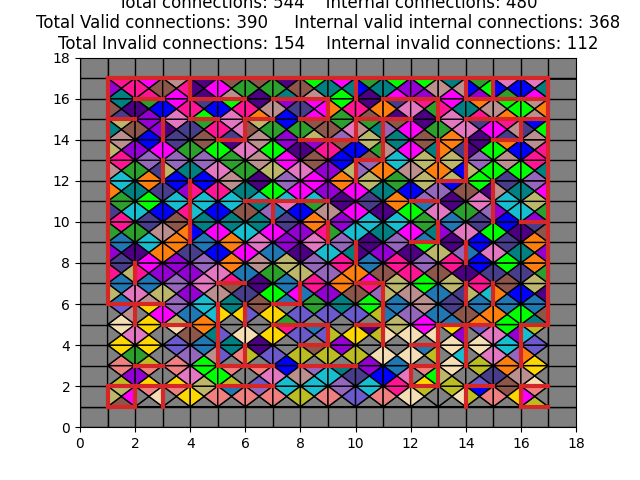 Total connections: 544    Internal connections: 480
Total Valid connections: 390    Internal valid internal connections: 368
Total Invalid connections: 154    Internal invalid connections: 112
18
16
14
12
10
8
6
4
2
0
0 2 4 6 8 10 12 14 16 18